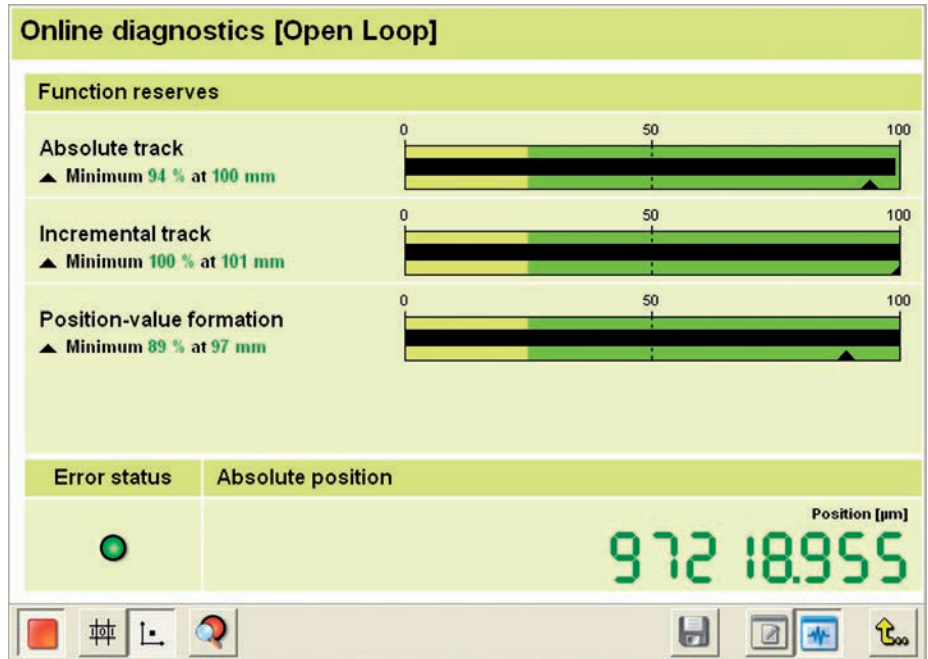 Online diagnostics [Open Loop]
Function reserves
0 50 100
Absolute track
▲ Minimum 94 % at 100 mm
0 50 100
Incremental track
▲ Minimum 100 % at 101 mm
0 50 100
Position-value formation
▲ Minimum 89 % at 97 mm
Error status Absolute position
Position [µm]
97218.955